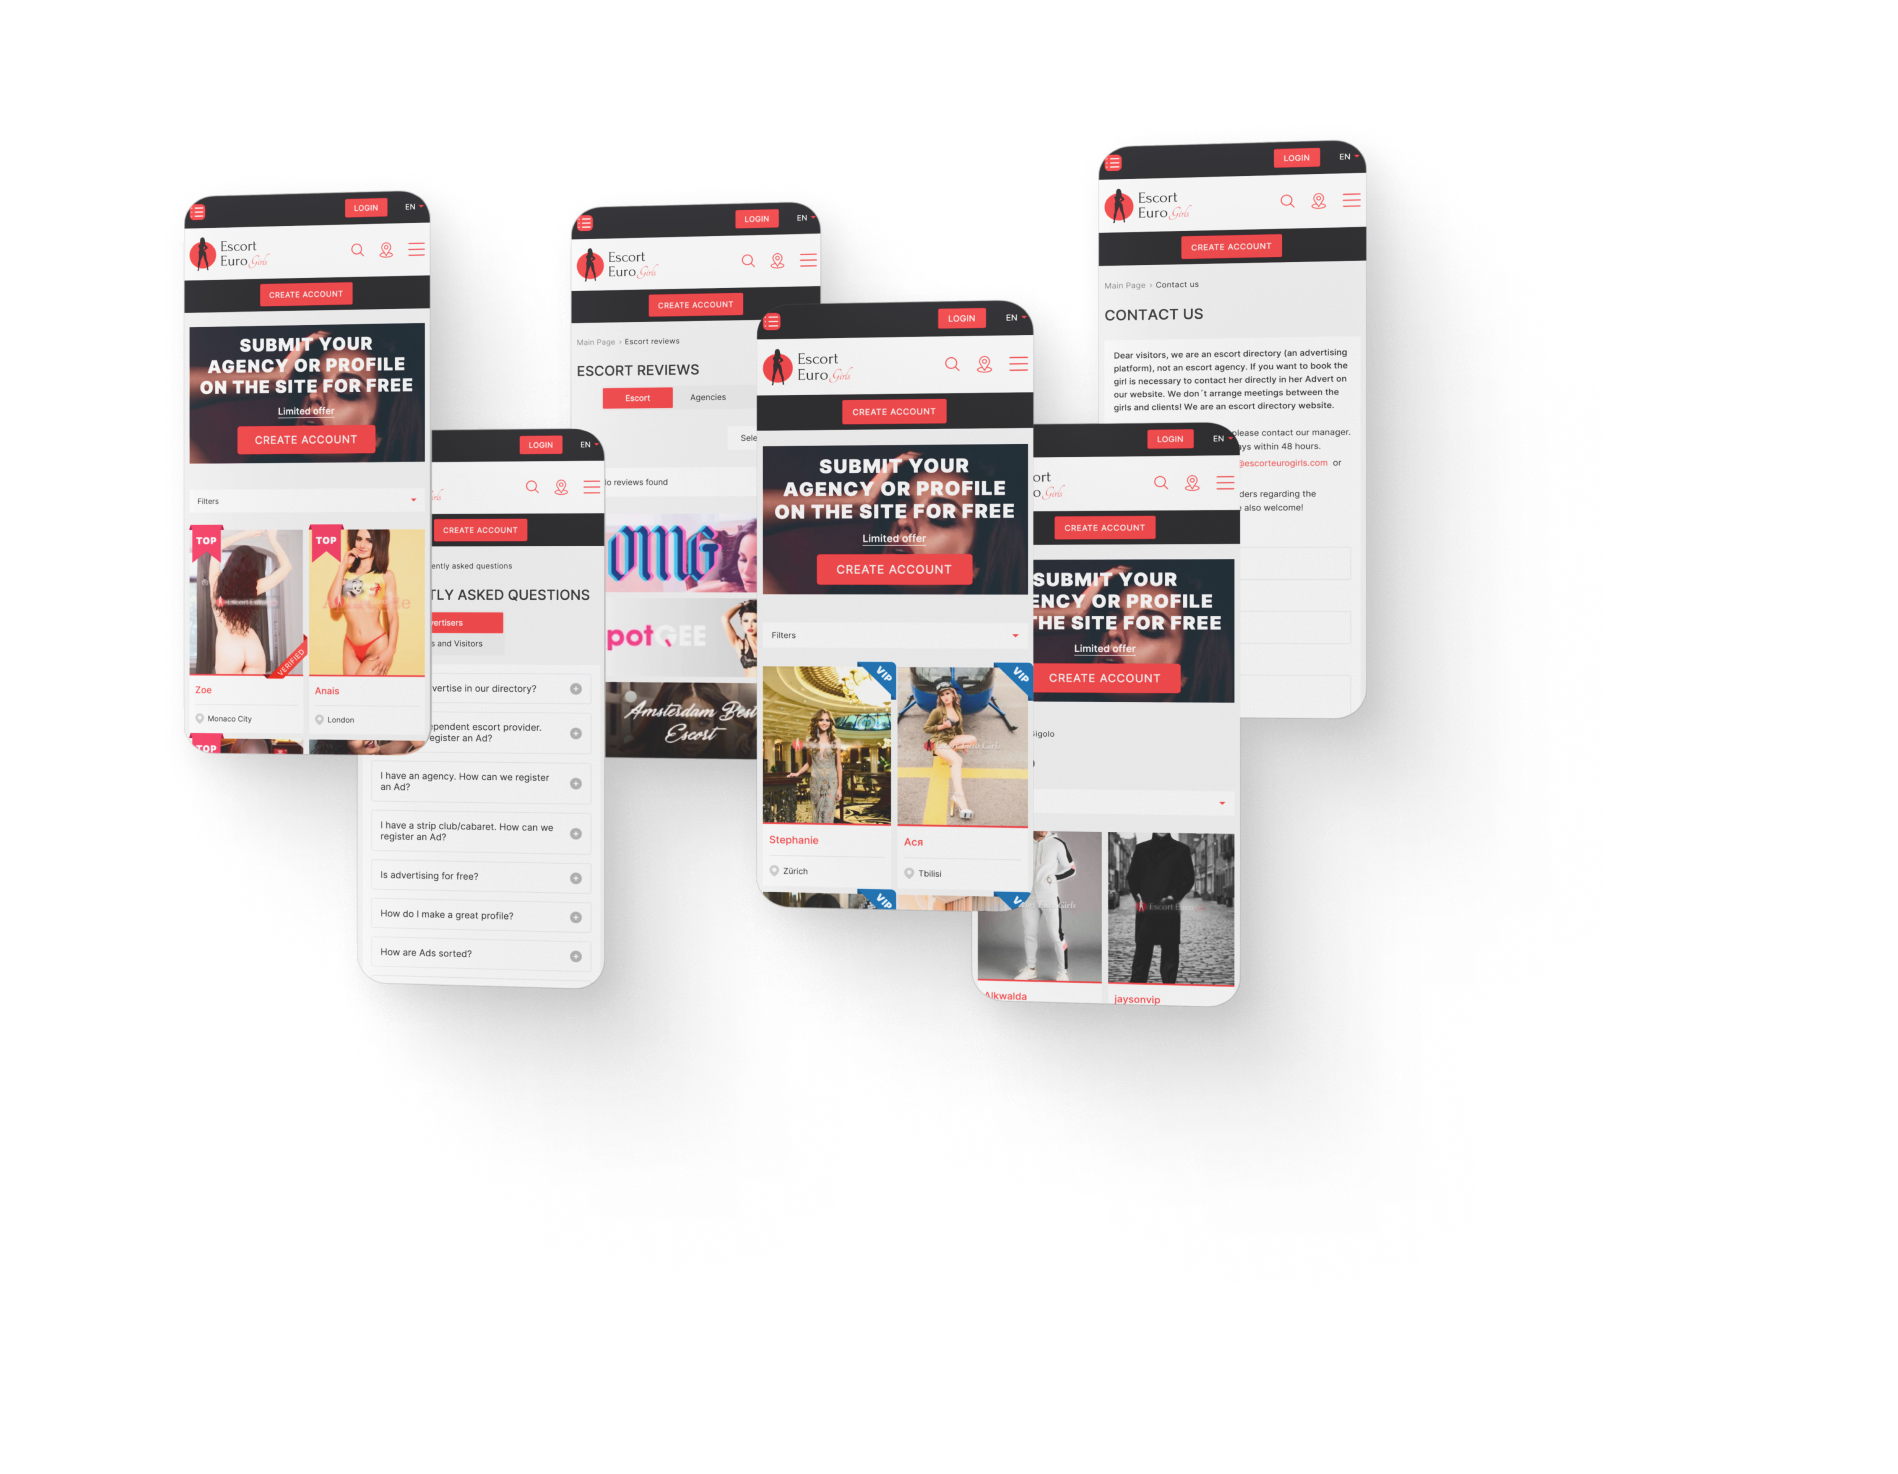 LOGIN
EN
Escort
Euro Girls
CREATE ACCOUNT
SUBMIT YOUR
AGENCY OR PROFILE
ON THE SITE FOR FREE
Limited offer
CREATE ACCOUNT
Filters
TOP
TOP
VERIFIED
Zoe
Anais
Monaco City
London
TOP
LOGIN
EN
CREATE ACCOUNT
ently asked questions
TLY ASKED QUESTIONS
ertisers
s and Visitors
vertise in our directory?
ependent escort provider.
egister an Ad?
I have an agency. How can we register
an Ad?
I have a strip club/cabaret. How can we
register an Ad?
Is advertising for free?
How do I make a great profile?
How are Ads sorted?
LOGIN
EN
Escort
Euro Girls
CREATE ACCOUNT
Main Page › Escort reviews
ESCORT REVIEWS
Escort
Agencies
Sele
o reviews found
OMG
potGEE
Amsterdam Best
Escort
LOGIN
EN
Escort
Euro Girls
CREATE ACCOUNT
SUBMIT YOUR
AGENCY OR PROFILE
ON THE SITE FOR FREE
Limited offer
CREATE ACCOUNT
Filters
VIP
VIP
Escort Euro Girls
Stephanie
Ася
Zürich
Tbilisi
VIP
LOGIN
EN
ort
o Girls
CREATE ACCOUNT
SUBMIT YOUR
ENCY OR PROFILE
THE SITE FOR FREE
Limited offer
CREATE ACCOUNT
Gigolo
Alkwalda
jaysonvip
LOGIN
EN
Escort
Euro Girls
CREATE ACCOUNT
Main Page › Contact us
CONTACT US
Dear visitors, we are an escort directory (an advertising
platform), not an escort agency. If you want to book the
girl is necessary to contact her directly in her Advert on
our website. We don´t arrange meetings between the
girls and clients! We are an escort directory website.
please contact our manager.
ays within 48 hours.
@escorteurogirls.com or
ders regarding the
also welcome!